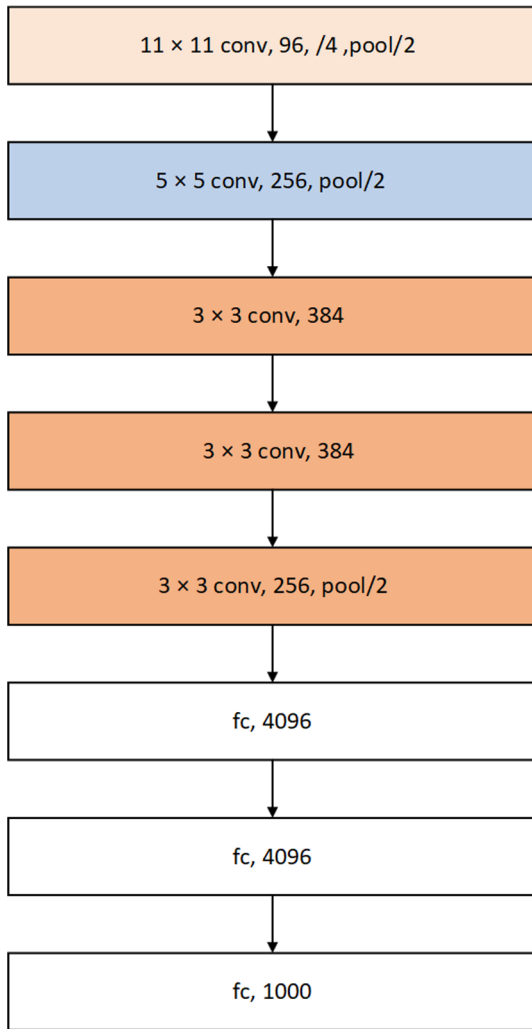 11 × 11 conv, 96, /4 ,pool/2
5 × 5 conv, 256, pool/2
3 × 3 conv, 384
3 × 3 conv, 384
3 × 3 conv, 256, pool/2
fc, 4096
fc, 4096
fc, 1000